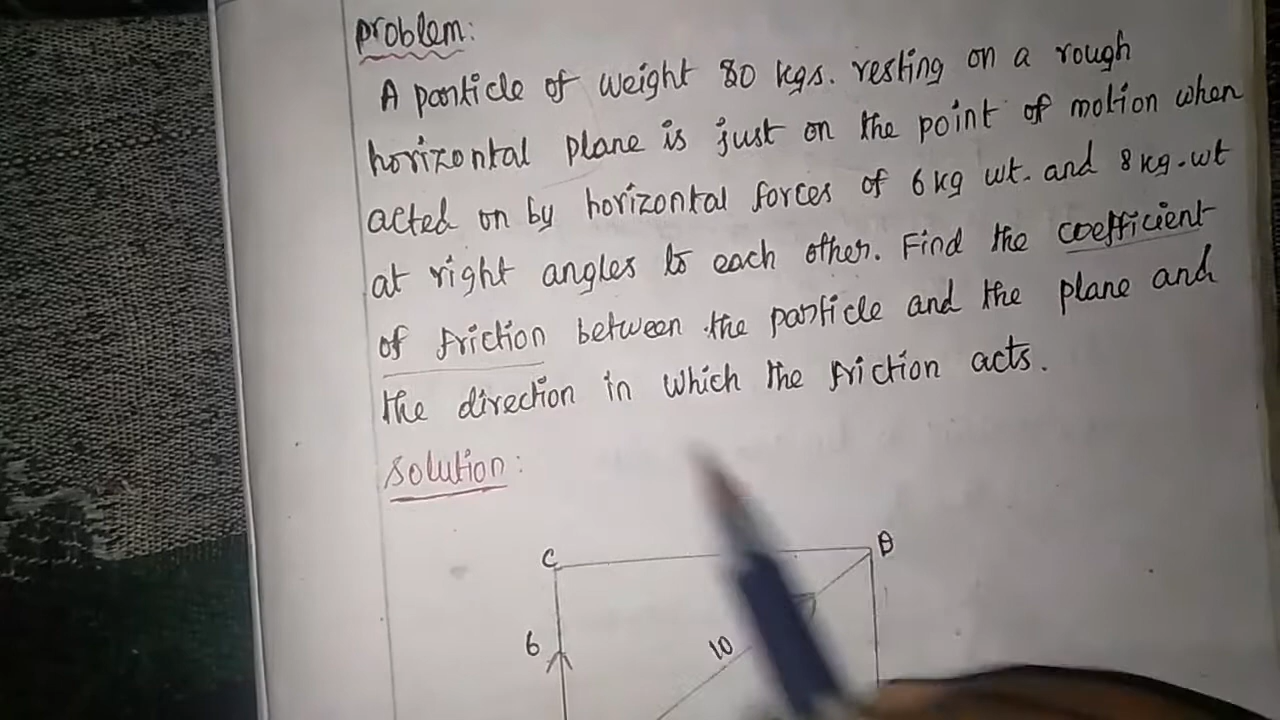 Problem:
A particle of weight 80 kgs. resting on a rough
horizontal plane is just on the point of motion when
acted on by horizontal forces of 6 kg wt. and 8 kg-wt
at right angles to each other. Find the coefficient
of friction between the particle and the plane and
the direction in which the friction acts.
Solution:
C B
6 10